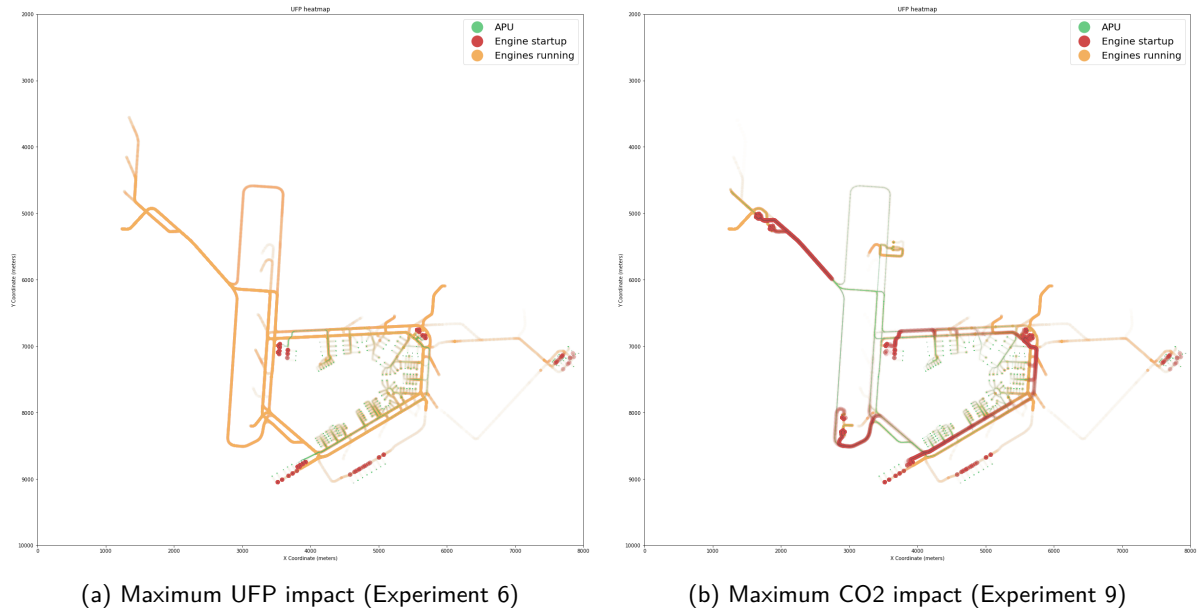 UFP heatmap
APU
Engine startup
Engines running
2000
3000
4000
5000
6000
7000
8000
9000
10000
Y Coordinate (meters)
0
1000
2000
3000
4000
5000
6000
7000
8000
X Coordinate (meters)
(a) Maximum UFP impact (Experiment 6)
UFP heatmap
APU
Engine startup
Engines running
2000
3000
4000
5000
6000
7000
8000
9000
10000
Y Coordinate (meters)
0
1000
2000
3000
4000
5000
6000
7000
8000
X Coordinate (meters)
(b) Maximum CO2 impact (Experiment 9)